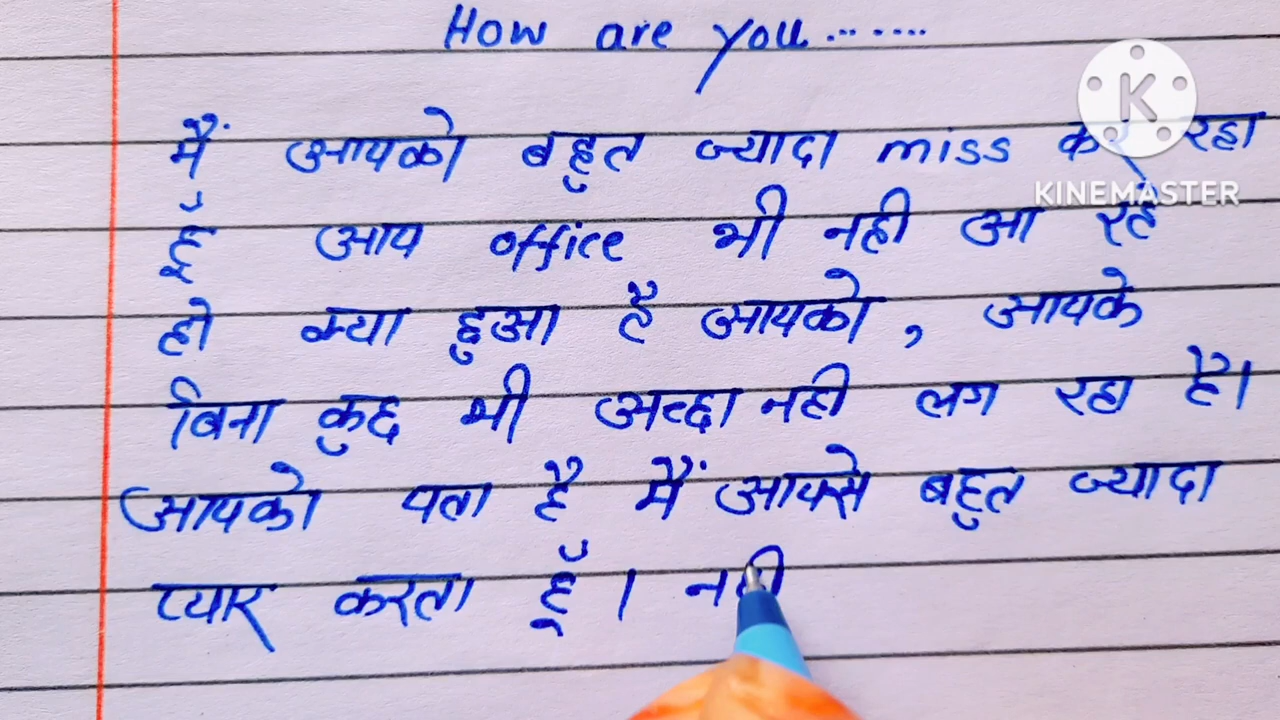 How are you.......
मैं आपको बहुत ज्यादा miss कर रहा
हूँ आप office भी नही आ रहे
हो क्या हुआ है आपको, आपके
बिना कुछ भी अच्छा नही लग रहा है।
आपको पता है मैं आपसे बहुत ज्यादा
प्यार करता हूँ। नही
K
KINEMASTER